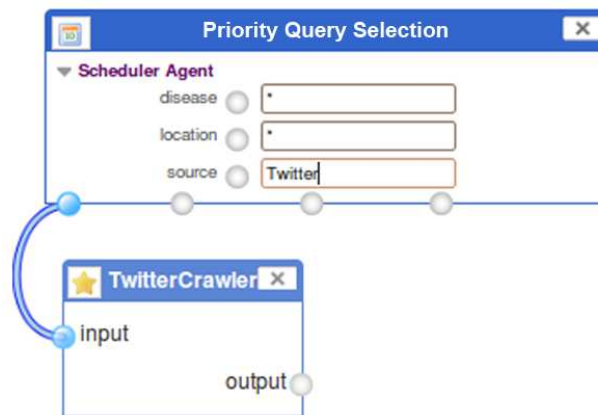 Priority Query Selection
Scheduler Agent
disease *
location *
source Twitter
TwitterCrawler
input
output